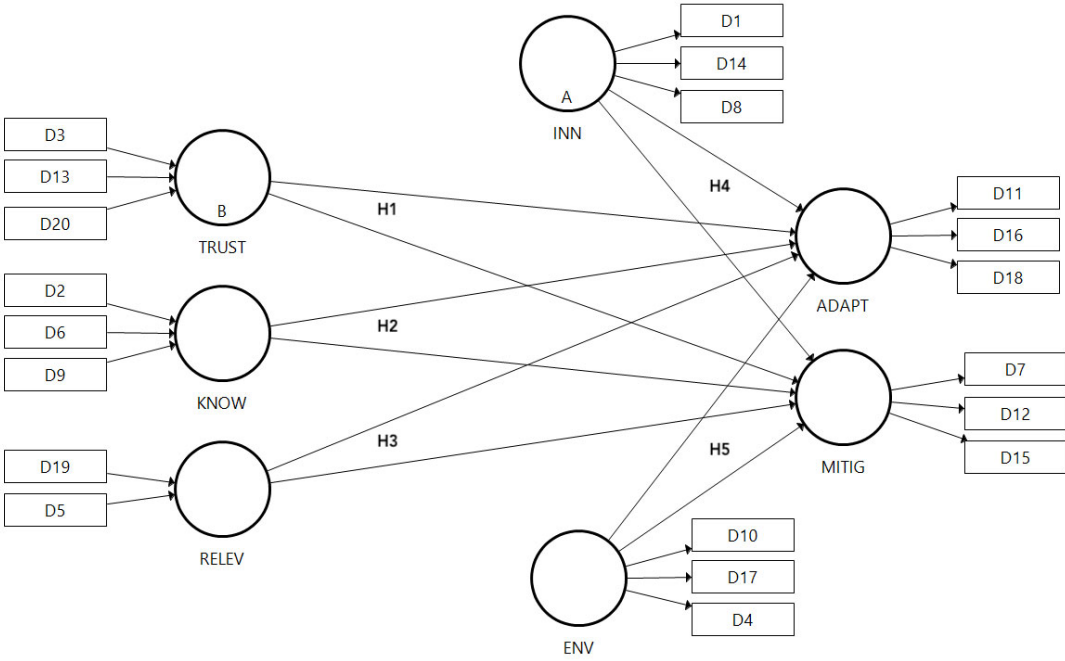 D1
D14
D8
A
INN
D3
D13
D20
B
TRUST
H1
H4
D11
D16
D18
ADAPT
D2
D6
D9
KNOW
H2
D7
D12
D15
MITIG
D19
D5
RELEV
H3
H5
D10
D17
D4
ENV